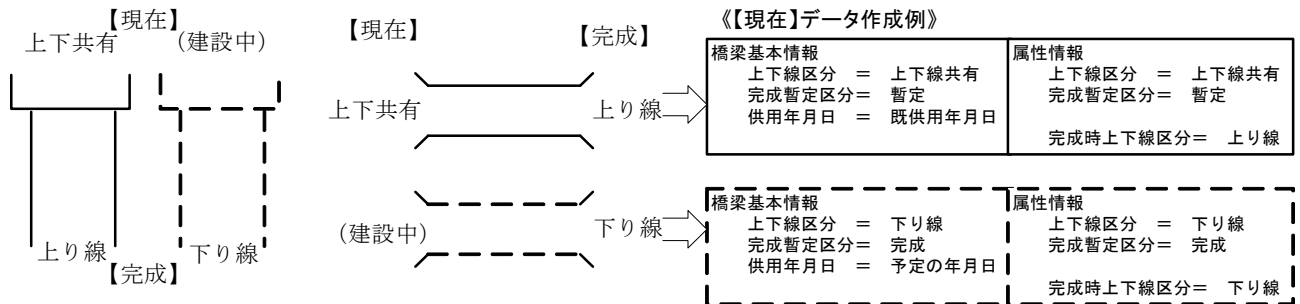 【現在】
上下共有
(建設中)
上り線
下り線
【完成】
【現在】
【完成】
上下共有
上り線
(建設中)
下り線
《【現在】データ作成例》
橋梁基本情報
上下線区分 ＝ 上下線共有
完成暫定区分＝ 暫定
供用年月日 ＝ 既供用年月日
属性情報
上下線区分 ＝ 上下線共有
完成暫定区分＝ 暫定
完成時上下線区分＝ 上り線
橋梁基本情報
上下線区分 ＝ 下り線
完成暫定区分＝ 完成
供用年月日 ＝ 予定の年月日
属性情報
上下線区分 ＝ 下り線
完成暫定区分＝ 完成
完成時上下線区分＝ 下り線